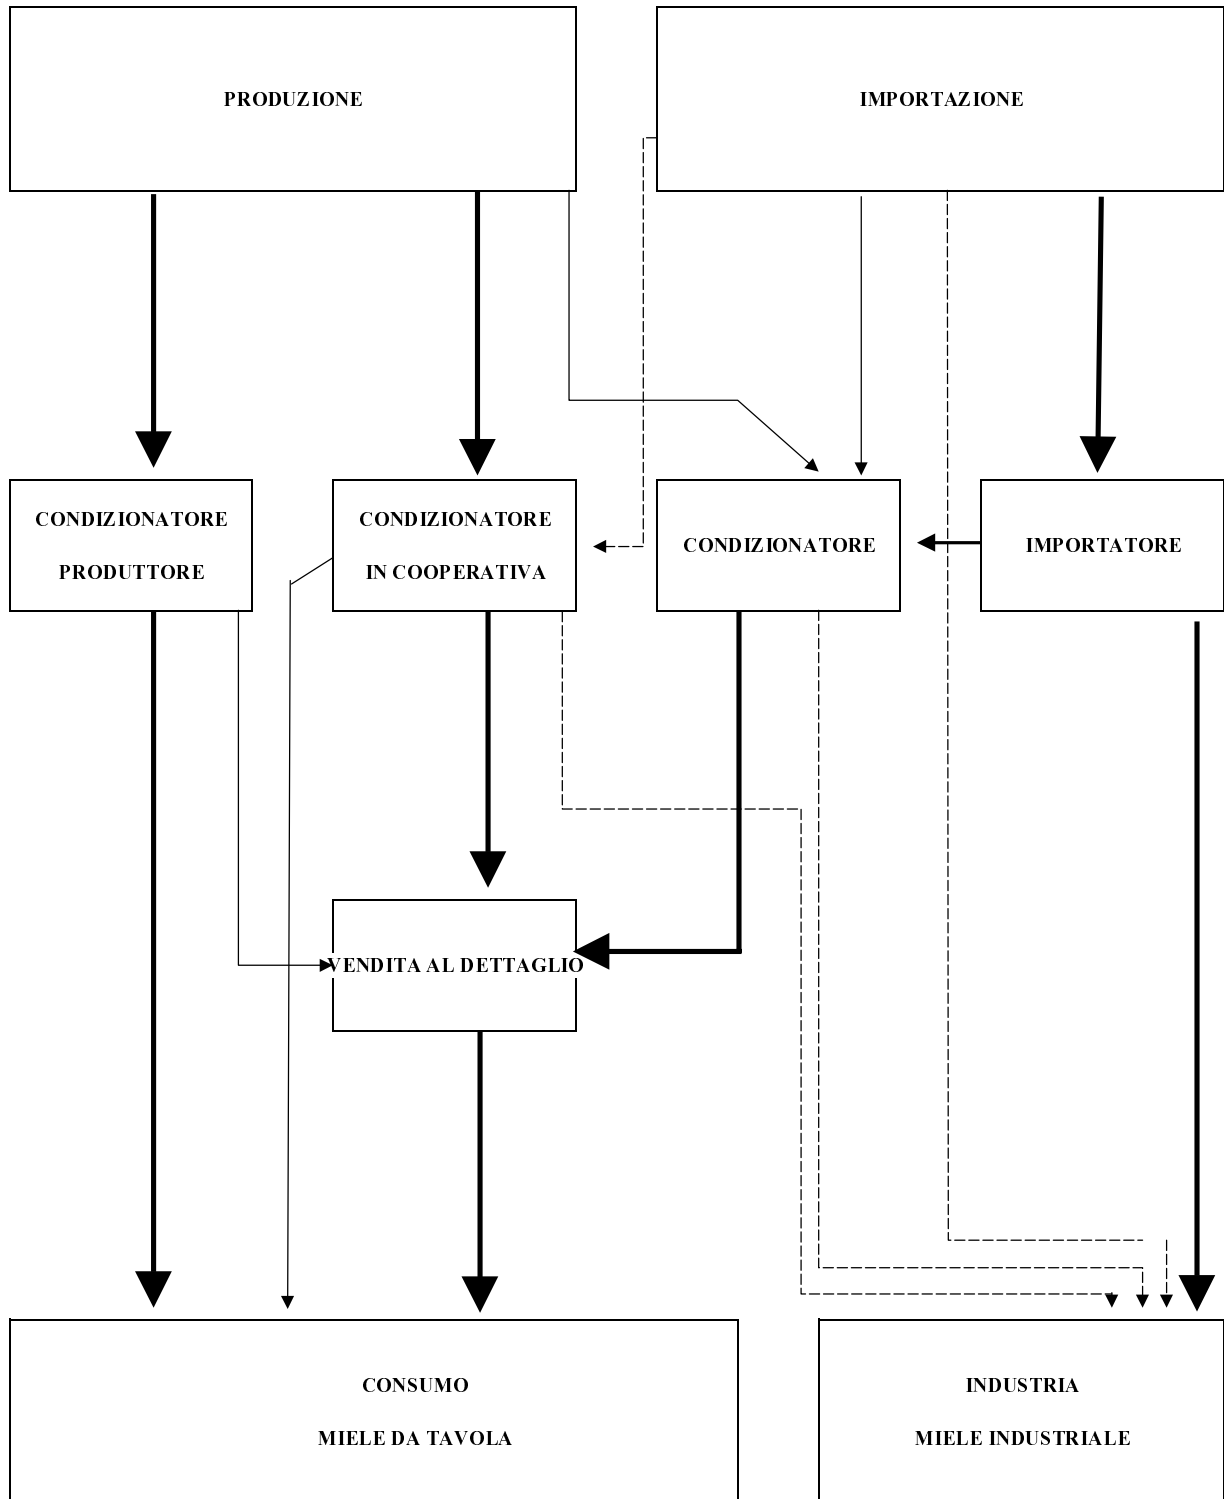 PRODUZIONE
IMPORTAZIONE
CONDIZIONATORE
PRODUTTORE
CONDIZIONATORE
IN COOPERATIVA
CONDIZIONATORE
IMPORTATORE
VENDITA AL DETTAGLIO
CONSUMO
MIELE DA TAVOLA
INDUSTRIA
MIELE INDUSTRIALE